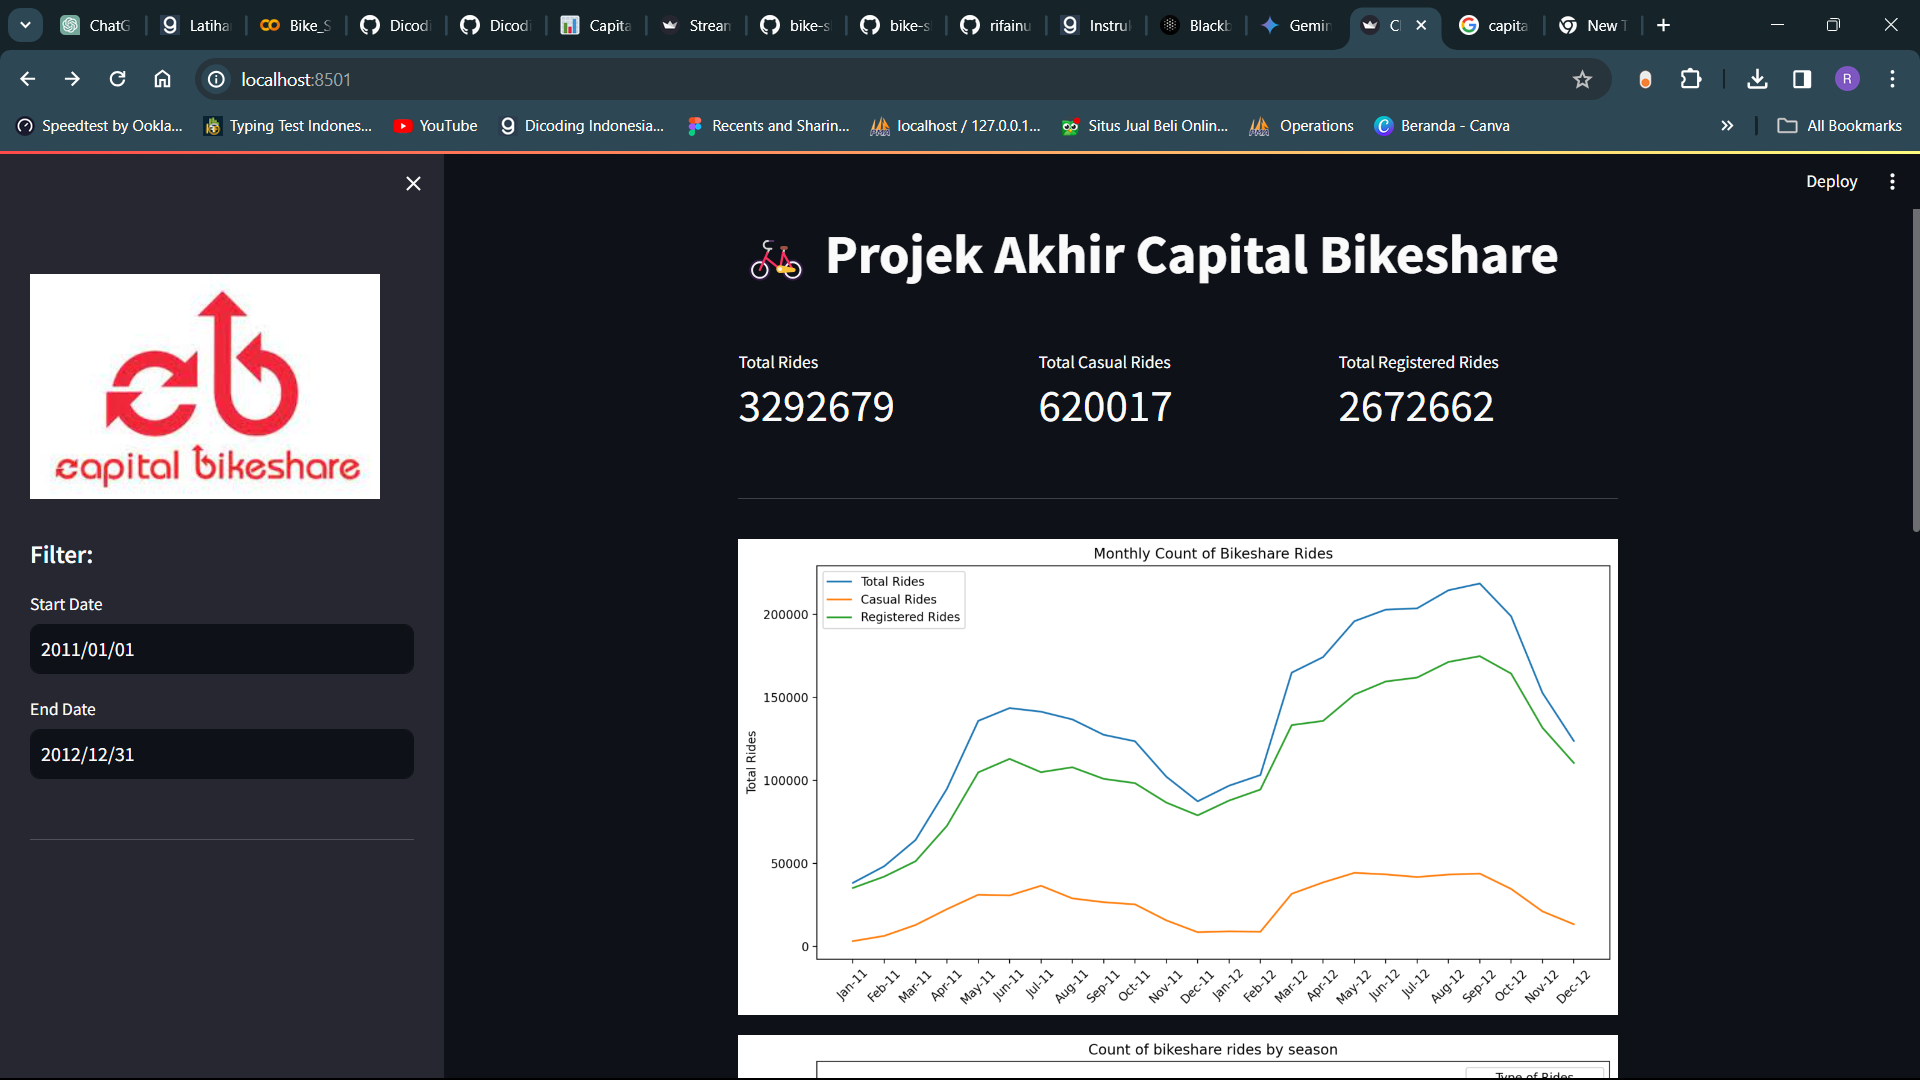 ChatG
Latiha
Bike_S
Dicodi
Dicodi
Capita
Stream
bike-s
bike-s
rifainu
Instruk
Blackb
Gemin
capita
New T
localhost:8501
R
Speedtest by Ookla...
Typing Test Indones...
YouTube
Dicoding Indonesia...
Recents and Sharin...
localhost / 127.0.0.1...
Situs Jual Beli Onlin...
Operations
Beranda - Canva
All Bookmarks
Deploy
capital bikeshare
Filter:
Start Date
2011/01/01
End Date
2012/12/31
Projek Akhir Capital Bikeshare
Total Rides
3292679
Total Casual Rides
620017
Total Registered Rides
2672662
Monthly Count of Bikeshare Rides
Total Rides
Casual Rides
Registered Rides
Total Rides
200000
150000
100000
50000
0
Jan-11
Feb-11
Mar-11
Apr-11
May-11
Jun-11
Jul-11
Aug-11
Sep-11
Oct-11
Nov-11
Dec-11
Jan-12
Feb-12
Mar-12
Apr-12
May-12
Jun-12
Jul-12
Aug-12
Sep-12
Oct-12
Nov-12
Dec-12
Count of bikeshare rides by season
Type of Rides